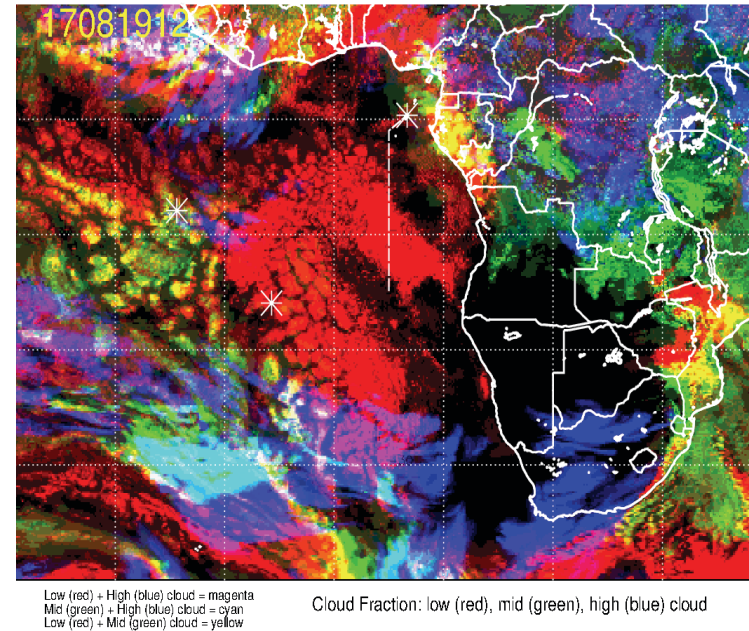 17081912
Low (red) + High (blue) cloud = magenta
Mid (green) + High (blue) cloud = cyan
Low (red) + Mid (green) cloud = yellow
Cloud Fraction: low (red), mid (green), high (blue) cloud